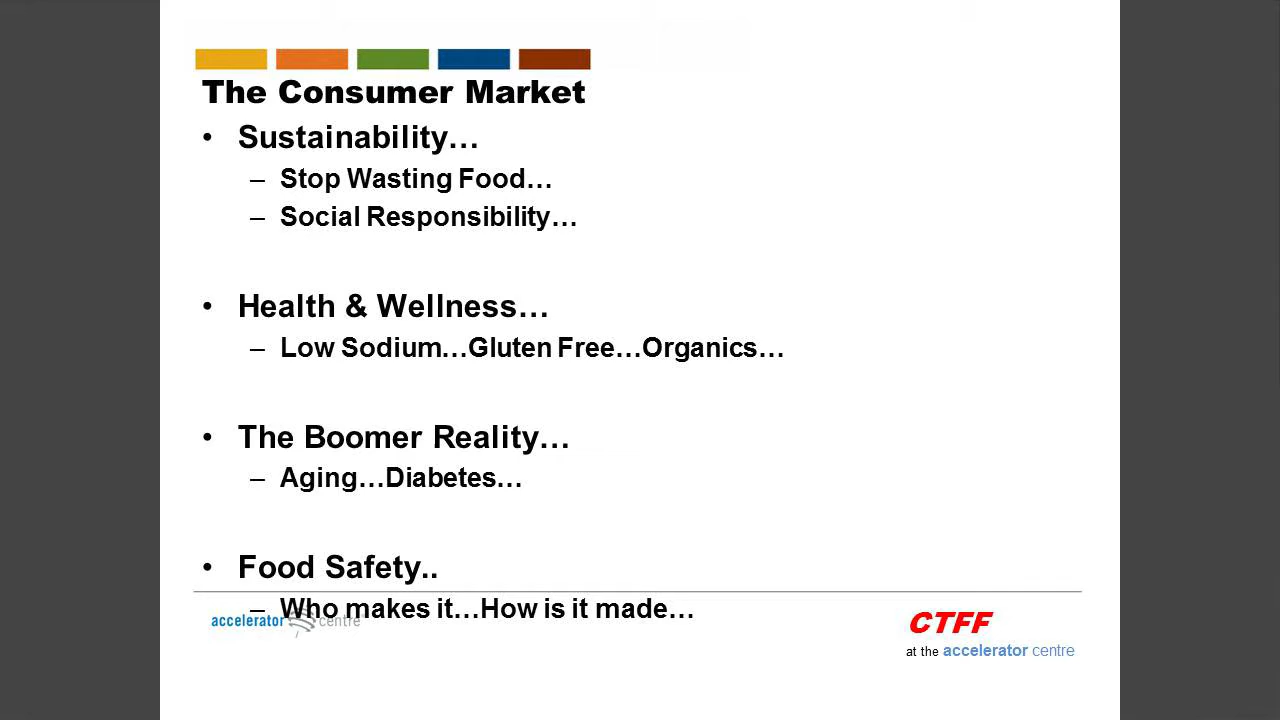 The Consumer Market
• Sustainability…
– Stop Wasting Food…
– Social Responsibility…
• Health & Wellness…
– Low Sodium…Gluten Free…Organics…
• The Boomer Reality…
– Aging…Diabetes…
• Food Safety..
– Who makes it…How is it made…
accelerator centre
CTFF
at the accelerator centre